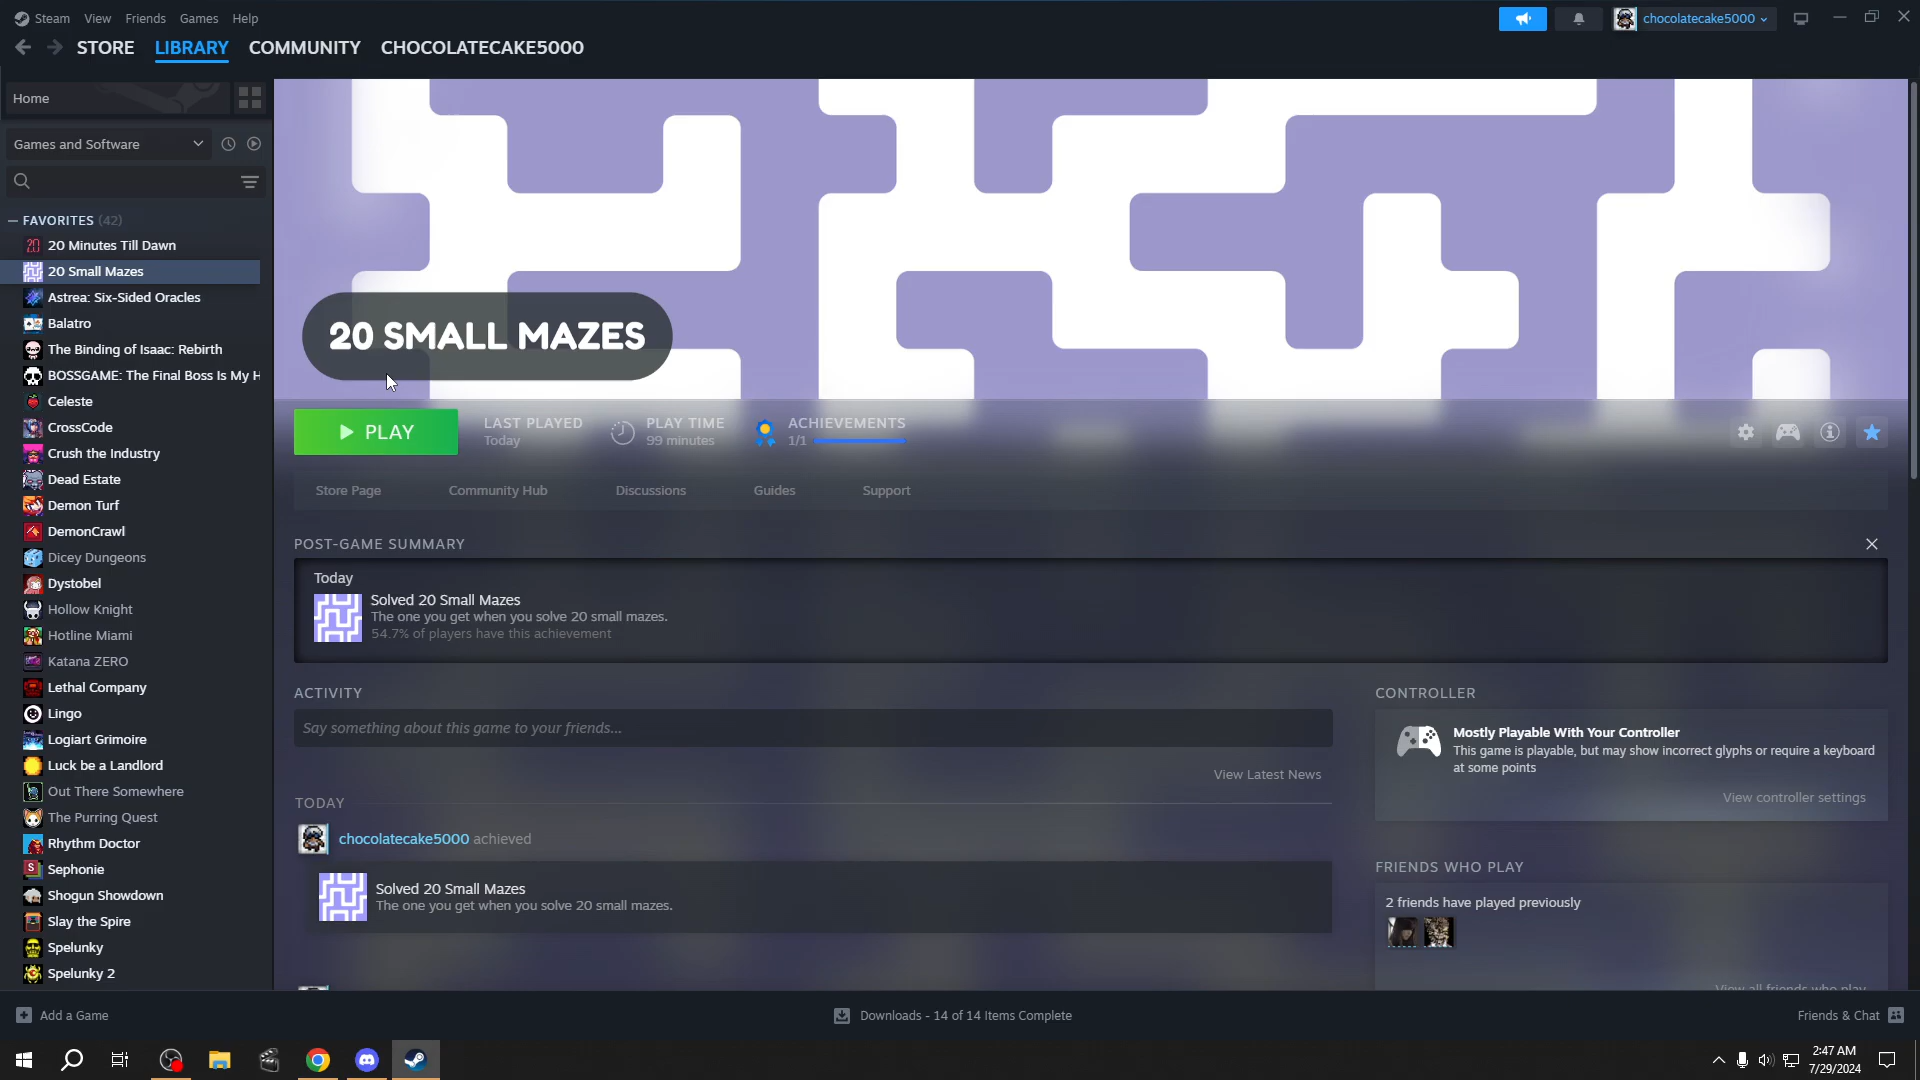 Steam View Friends Games Help
chocolatecake5000
STORE LIBRARY COMMUNITY CHOCOLATECAKE5000
Home
Games and Software
FAVORITES (42)
20 Minutes Till Dawn
20 Small Mazes
Astrea: Six-Sided Oracles
Balatro
The Binding of Isaac: Rebirth
BOSSGAME: The Final Boss Is My H
Celeste
CrossCode
Crush the Industry
Dead Estate
Demon Turf
DemonCrawl
Dicey Dungeons
Dystobel
Hollow Knight
Hotline Miami
Katana ZERO
Lethal Company
Lingo
Logiart Grimoire
Luck be a Landlord
Out There Somewhere
The Purring Quest
Rhythm Doctor
Sephonie
Shogun Showdown
Slay the Spire
Spelunky
Spelunky 2
20 SMALL MAZES
PLAY
LAST PLAYED
Today
PLAY TIME
99 minutes
ACHIEVEMENTS
1/1
Store Page Community Hub Discussions Guides Support
POST-GAME SUMMARY
Today
Solved 20 Small Mazes
The one you get when you solve 20 small mazes.
54.7% of players have this achievement
ACTIVITY
Say something about this game to your friends...
View Latest News
TODAY
chocolatecake5000 achieved
Solved 20 Small Mazes
The one you get when you solve 20 small mazes.
CONTROLLER
Mostly Playable With Your Controller
This game is playable, but may show incorrect glyphs or require a keyboard
at some points
View controller settings
FRIENDS WHO PLAY
2 friends have played previously
View all friends who play
Add a Game
Downloads - 14 of 14 Items Complete
Friends & Chat
2:47 AM
7/29/2024